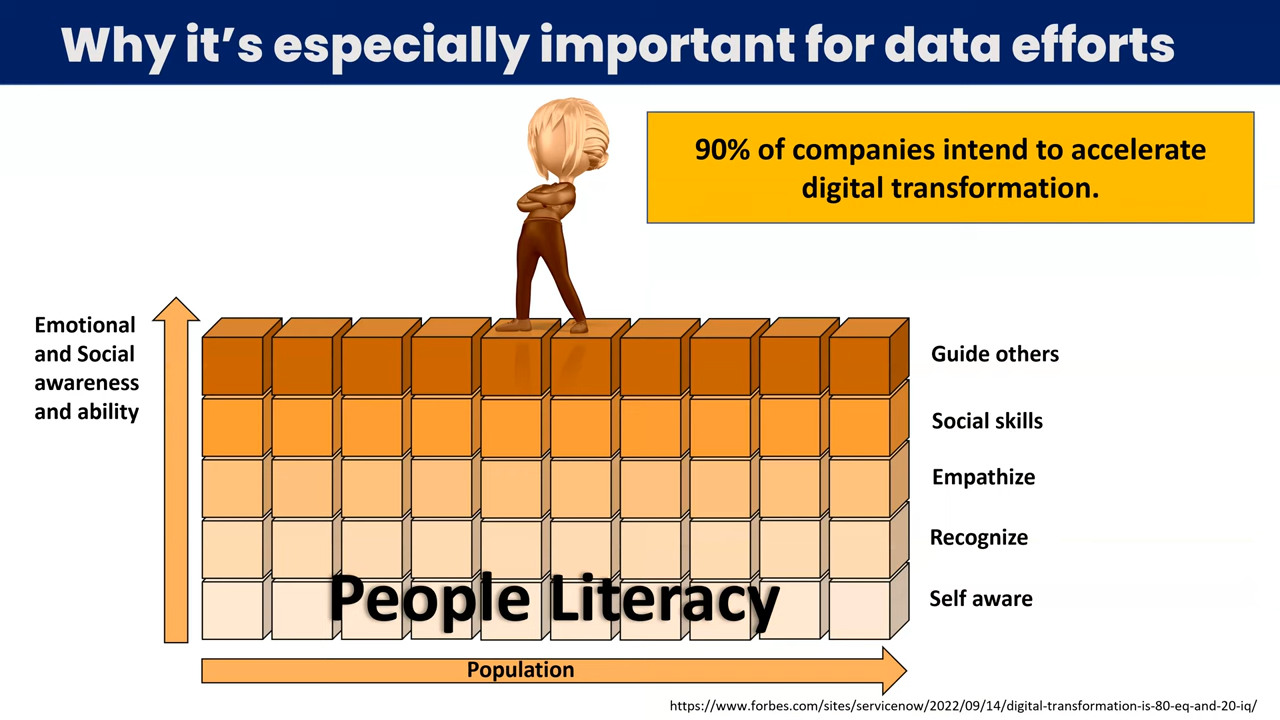 Why it's especially important for data efforts
90% of companies intend to accelerate
digital transformation.
Emotional
and Social
awareness
and ability
Guide others
Social skills
Empathize
Recognize
Self aware
People Literacy
Population
https://www.forbes.com/sites/servicenow/2022/09/14/digital-transformation-is-80-eq-and-20-iq/